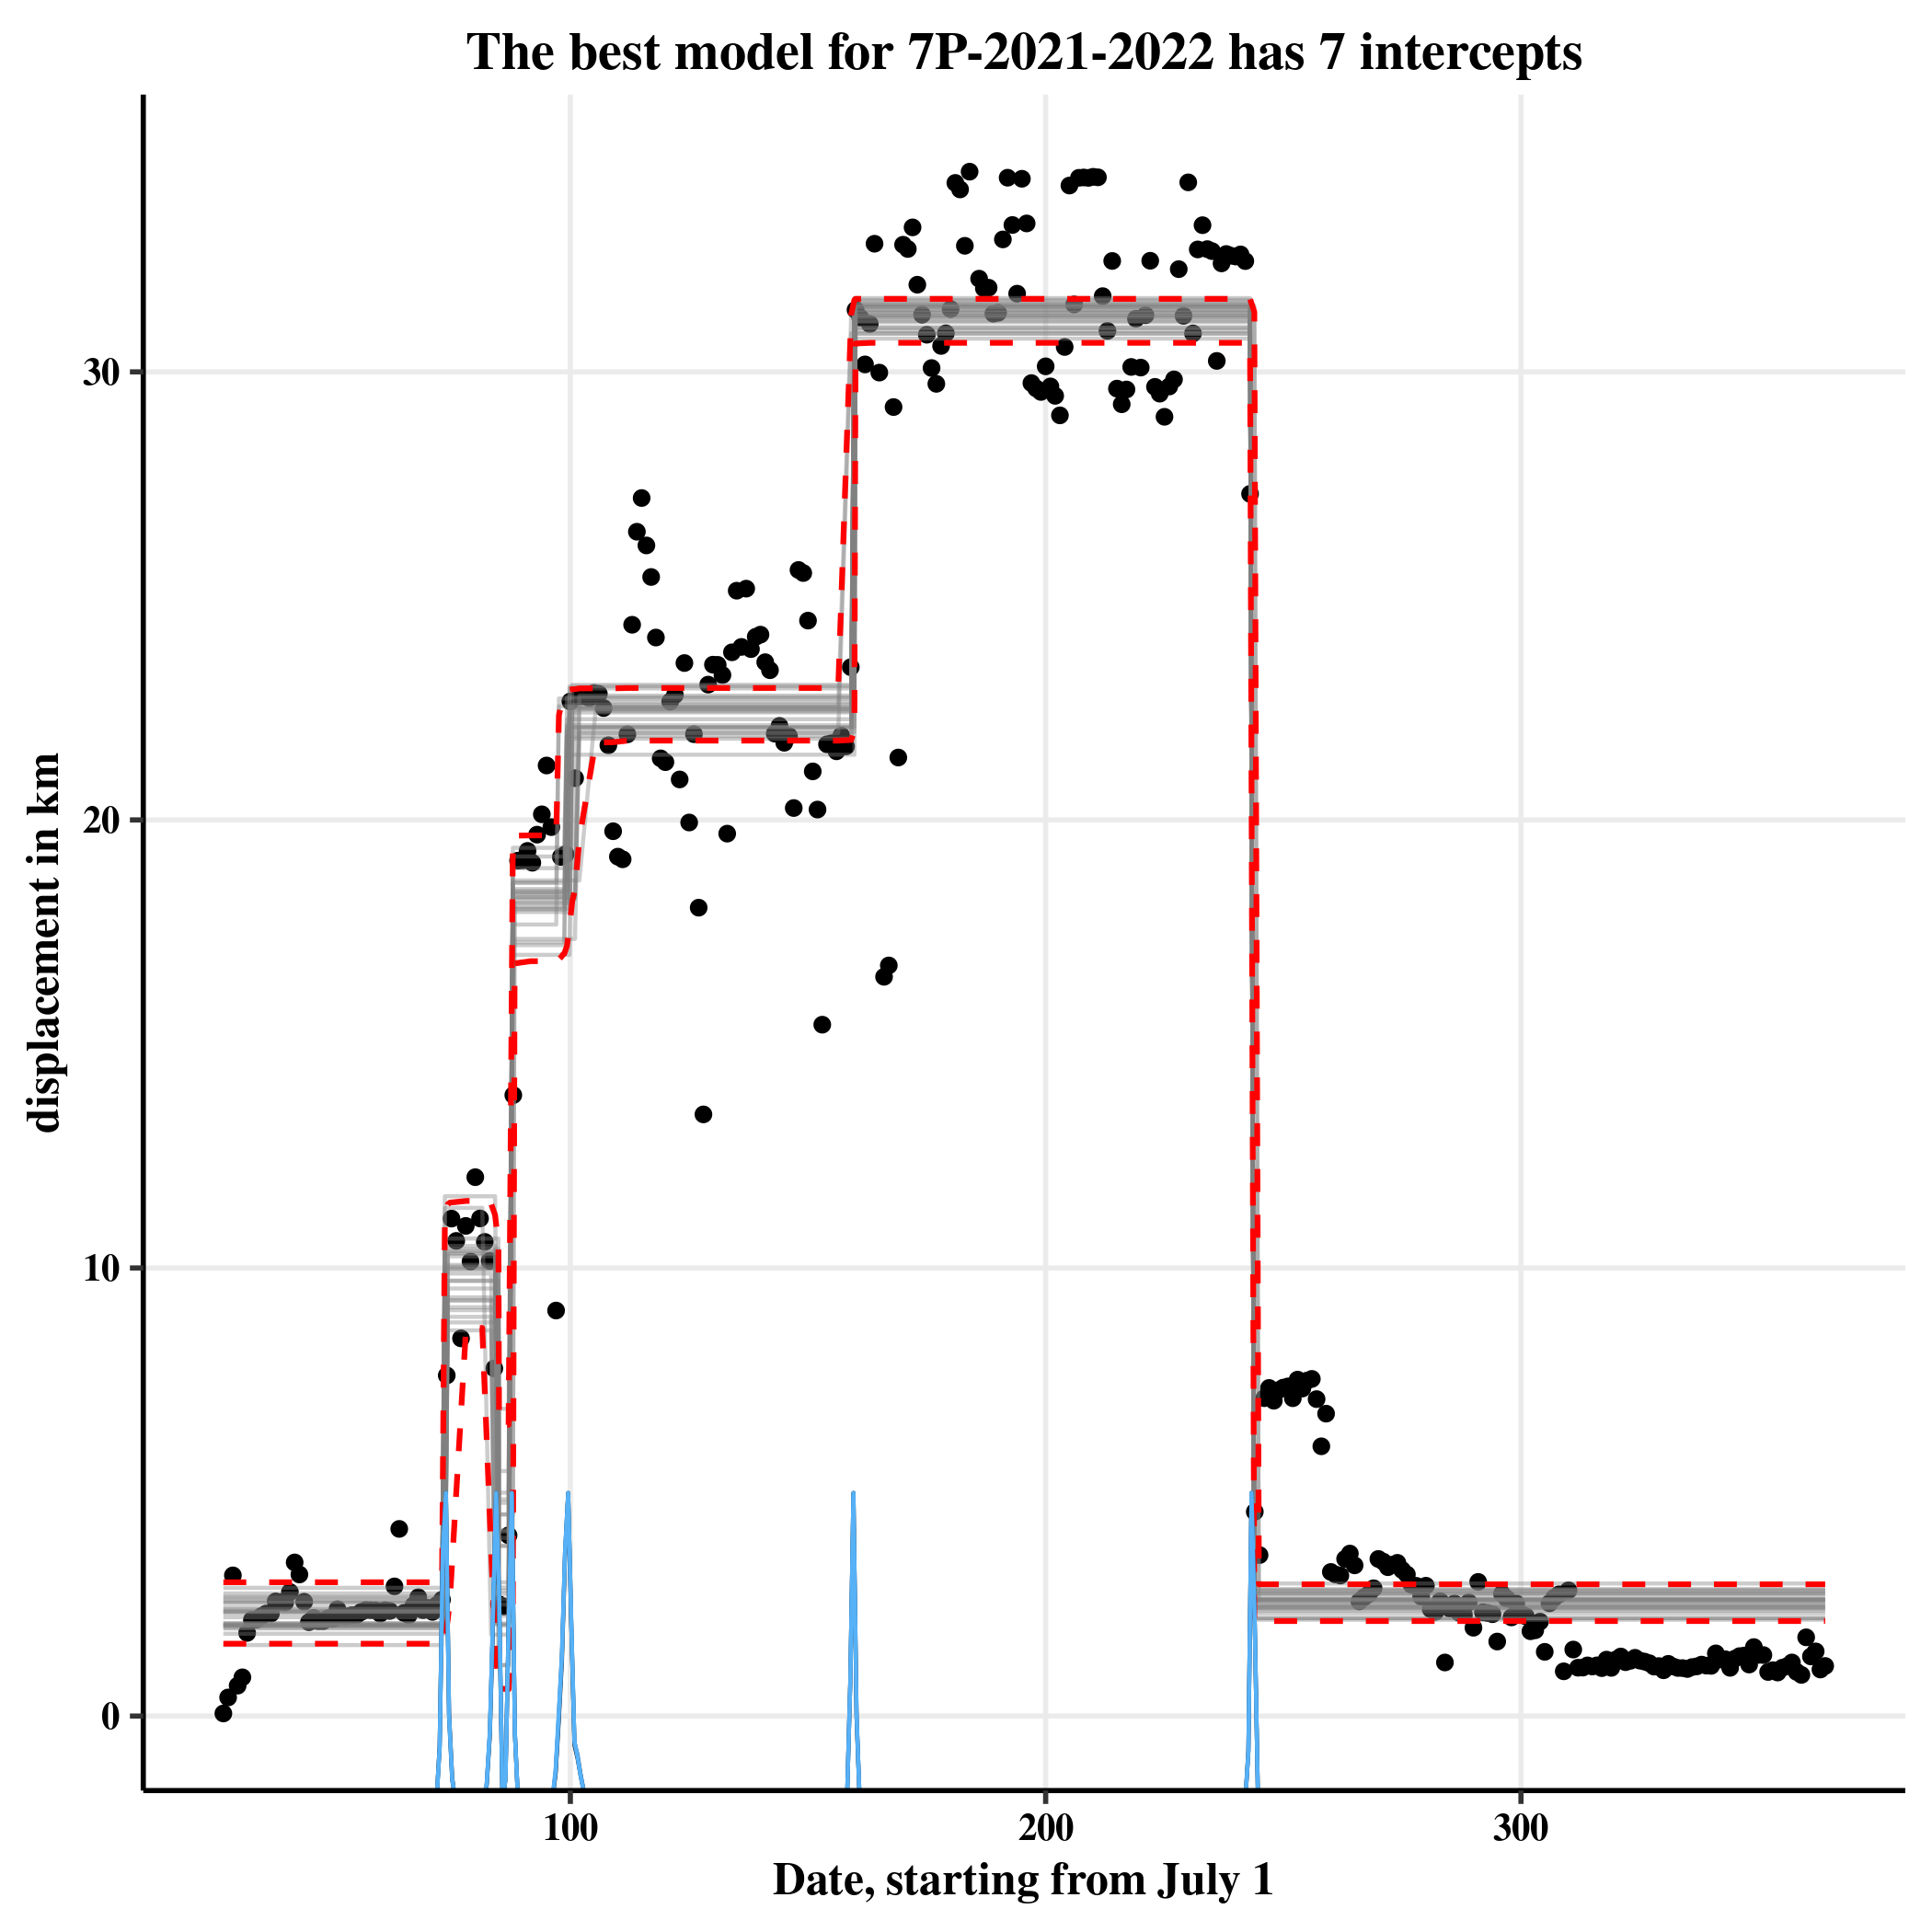 The best model for 7P-2021-2022 has 7 intercepts
displacement in km
30
20
10
0
100 200 300
Date, starting from July 1